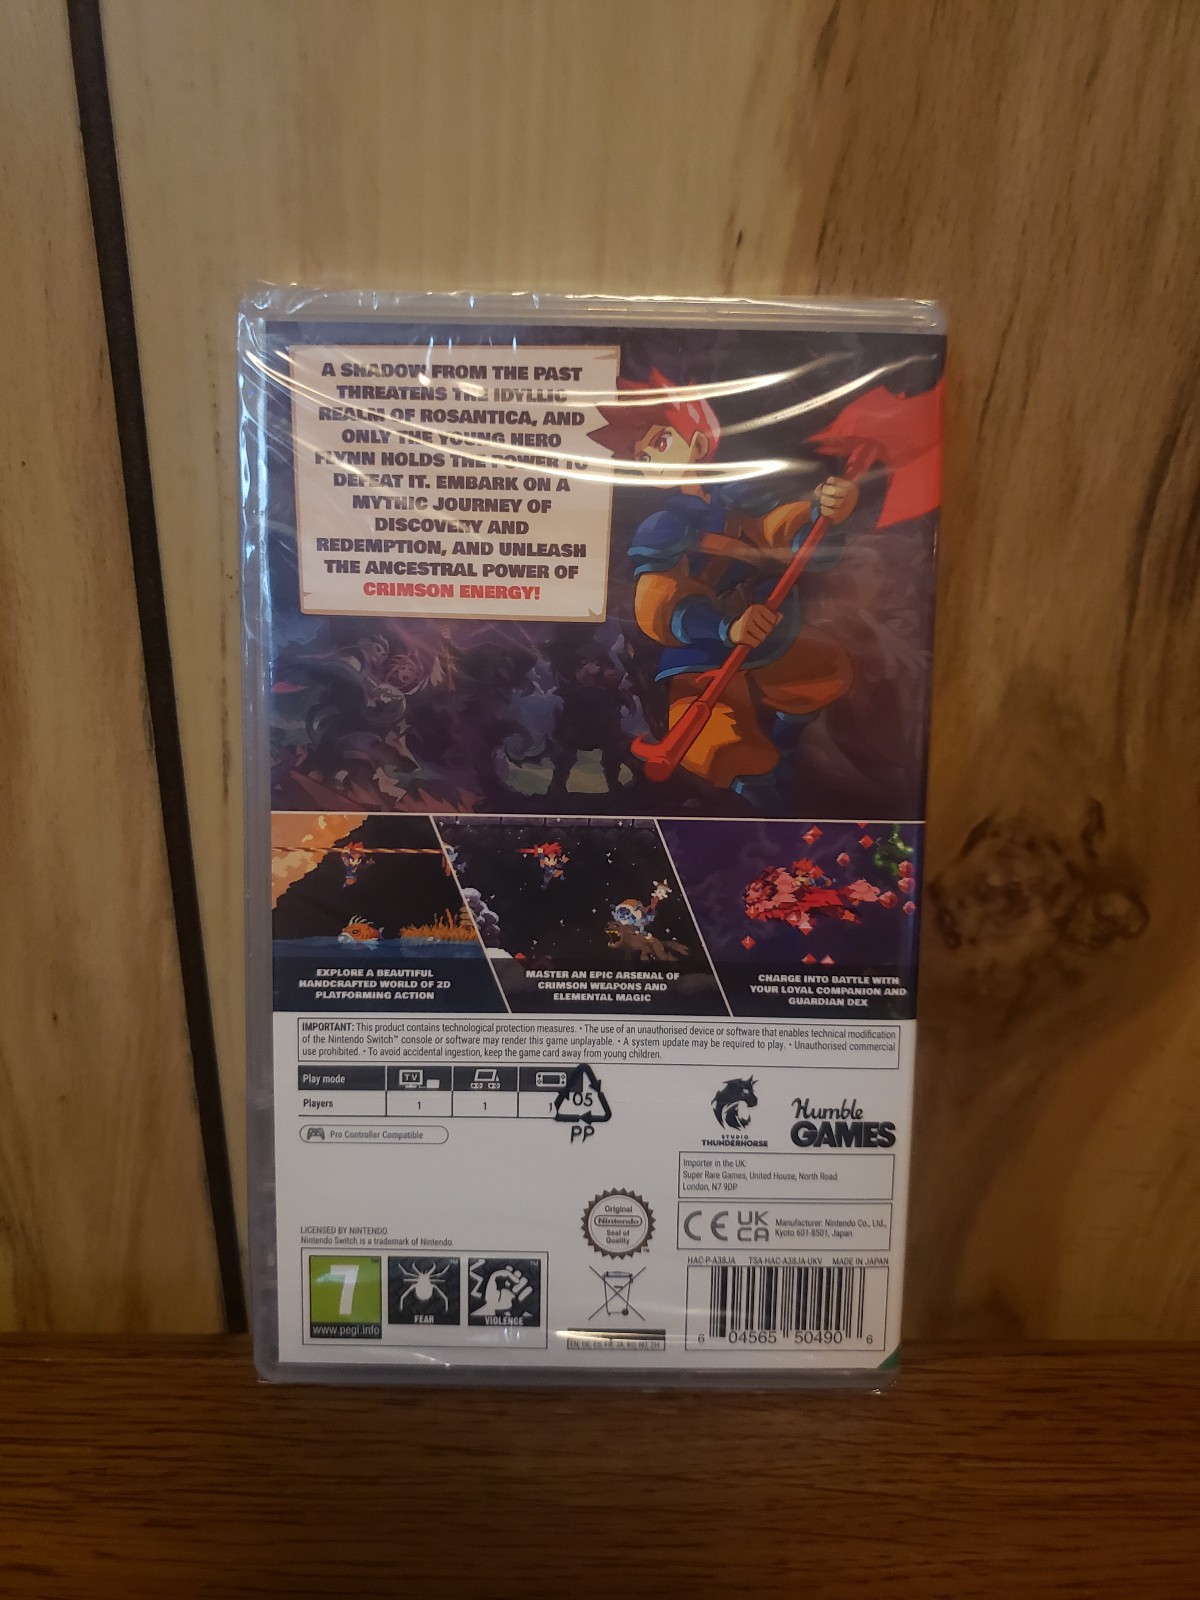 A SHADOW FROM THE PAST
THREATENS THE IDYLLIC
REALM OF ROSANTICA, AND
ONLY THE YOUNG HERO
FLYNN HOLDS THE POWER TO
DEFEAT IT. EMBARK ON A
MYTHIC JOURNEY OF
DISCOVERY AND
REDEMPTION, AND UNLEASH
THE ANCESTRAL POWER OF
CRIMSON ENERGY!
EXPLORE A BEAUTIFUL
HANDCRAFTED WORLD OF 2D
PLATFORMING ACTION
MASTER AN EPIC ARSENAL OF
CRIMSON WEAPONS AND
ELEMENTAL MAGIC
CHARGE INTO BATTLE WITH
YOUR LOYAL COMPANION AND
GUARDIAN DEX
IMPORTANT: This product contains technological protection measures. • The use of an unauthorised device or software that enables technical modification
of the Nintendo Switch™ console or software may render this game unplayable. • A system update may be required to play. • Unauthorised commercial
use prohibited. • To avoid accidental ingestion, keep the game card away from young children.
Play mode TV
Players 1 1 1
05
PP
Pro Controller Compatible
STUDIO
THUNDERHORSE
Humble
GAMES
Importer in the UK:
Super Rare Games, United House, North Road
London, N7 9DP
CE UK
CA
Manufacturer: Nintendo Co., Ltd.,
Kyoto 601-8501, Japan
Original
Nintendo
Seal of
Quality
™
LICENSED BY NINTENDO
Nintendo Switch is a trademark of Nintendo.
7
www.pegi.info
FEAR
VIOLENCE
HAC-P-A38JA TSA-HAC-A38JA-UKV MADE IN JAPAN
6 04565 50490 6